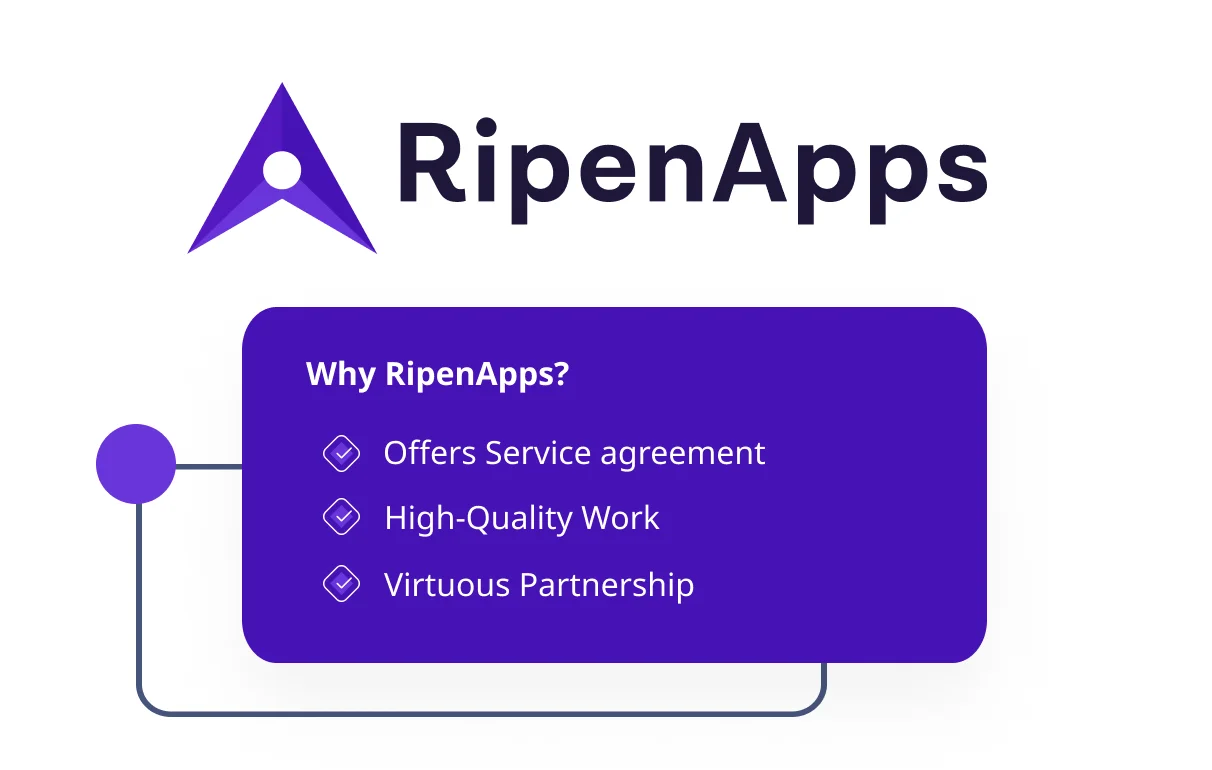 RipenApps
Why RipenApps?
Offers Service agreement
High-Quality Work
Virtuous Partnership